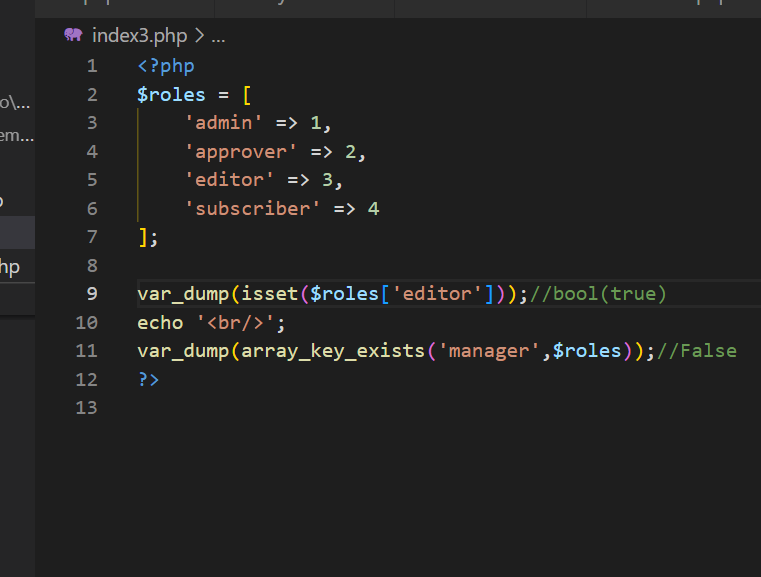 index3.php > ...
1 <?php
2 $roles = [
3 'admin' => 1,
4 'approver' => 2,
5 'editor' => 3,
6 'subscriber' => 4
7 ];
8
9 var_dump(isset($roles['editor']));//bool(true)
10 echo '<br/>';
11 var_dump(array_key_exists('manager',$roles));//False
12 ?>
13
o\...
em...
hp